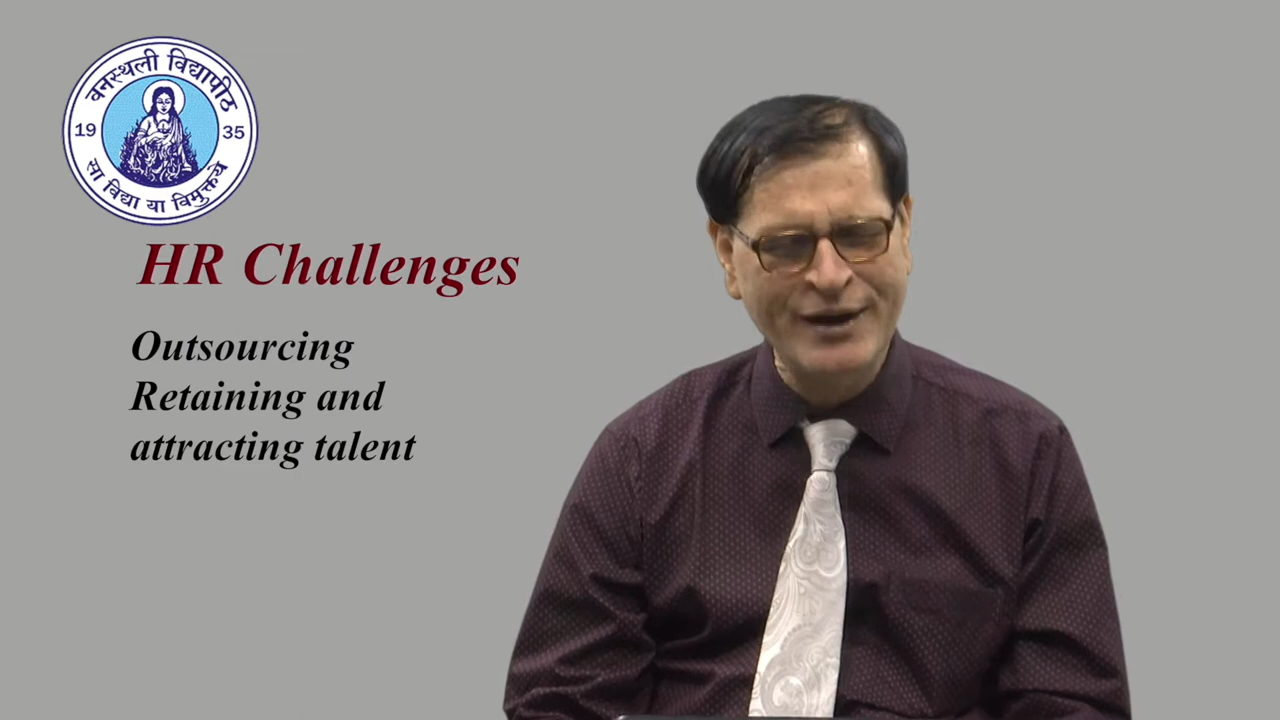 वनस्थली विद्यापीठ
19 35
सा विद्या या विमुक्तये
HR Challenges
Outsourcing
Retaining and
attracting talent